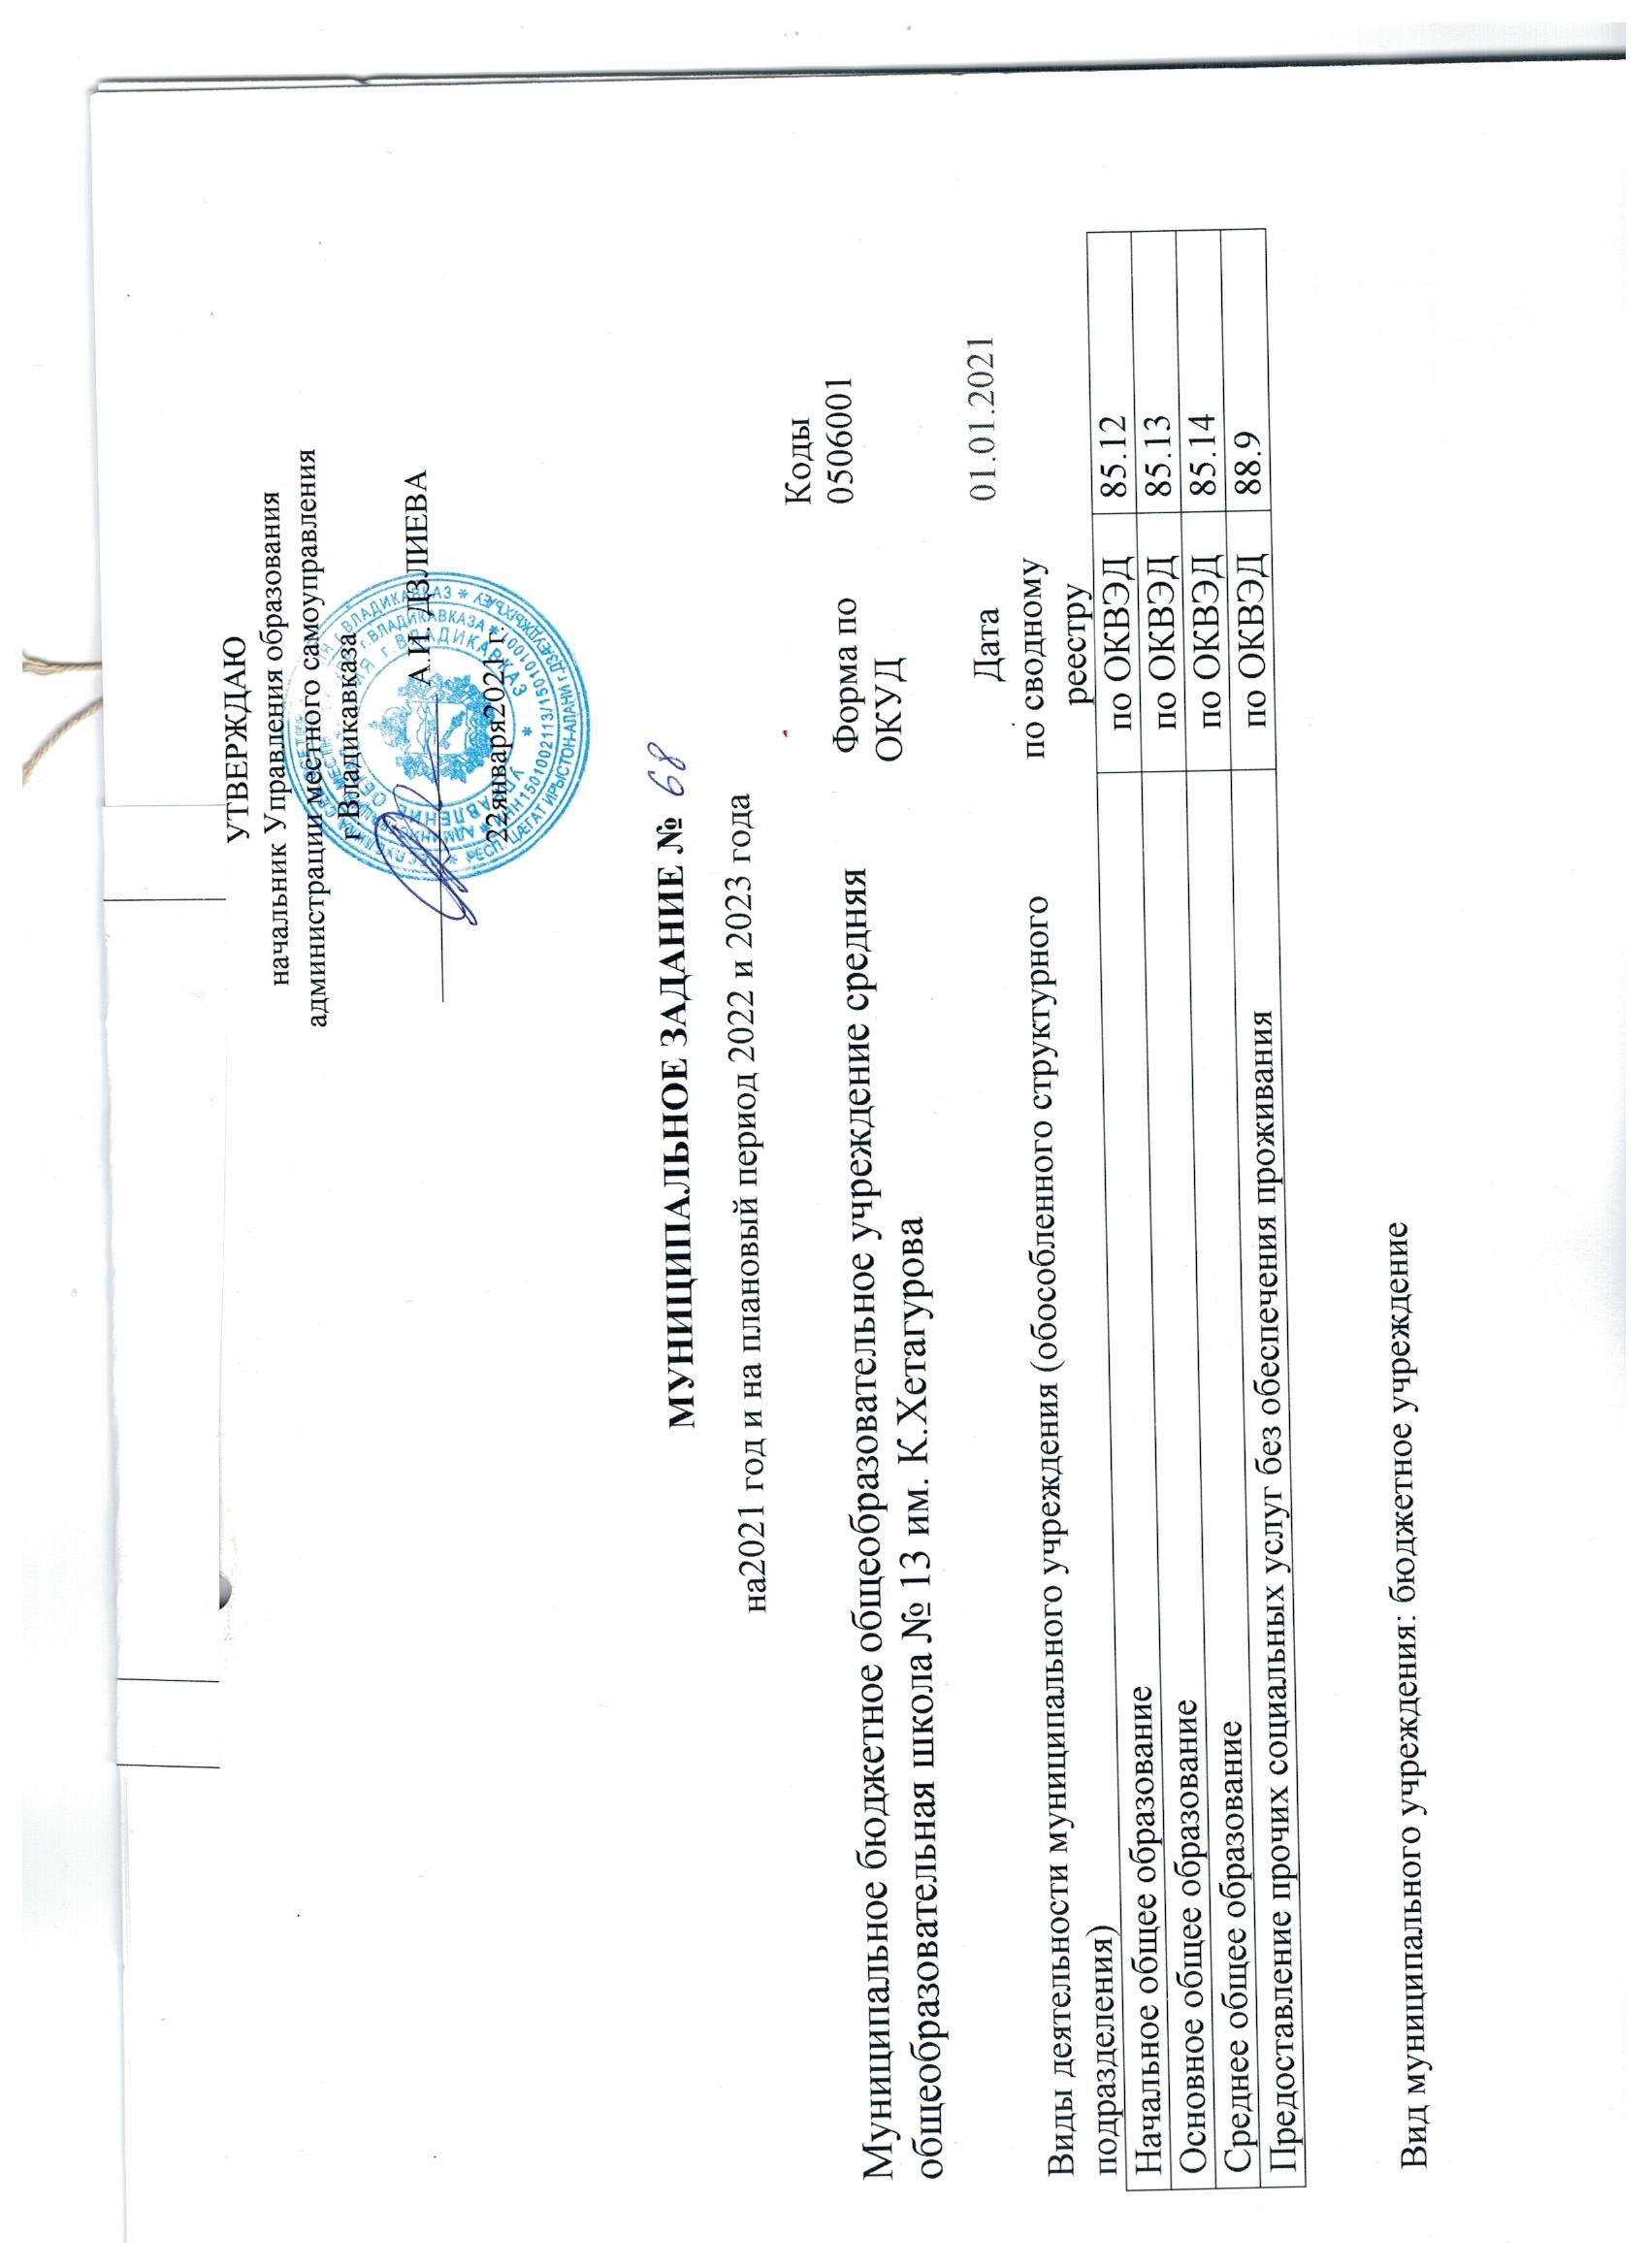 УТВЕРЖДАЮ
начальник Управления образования
администрации местного самоуправления
г.Владикавказа
А.И. ДЗЛИЕВА
22января2021 г.
МУНИЦИПАЛЬНОЕ ЗАДАНИЕ № 68
на2021 год и на плановый период 2022 и 2023 года
Коды
Муниципальное бюджетное общеобразовательное учреждение средняя Форма по 0506001
общеобразовательная школа № 13 им. К.Хетагурова ОКУД
Дата 01.01.2021
Виды деятельности муниципального учреждения (обособленного структурного по сводному
подразделения) реестру
Начальное общее образование по ОКВЭД 85.12
Основное общее образование по ОКВЭД 85.13
Среднее общее образование по ОКВЭД 85.14
Предоставление прочих социальных услуг без обеспечения проживания по ОКВЭД 88.9
Вид муниципального учреждения: бюджетное учреждение